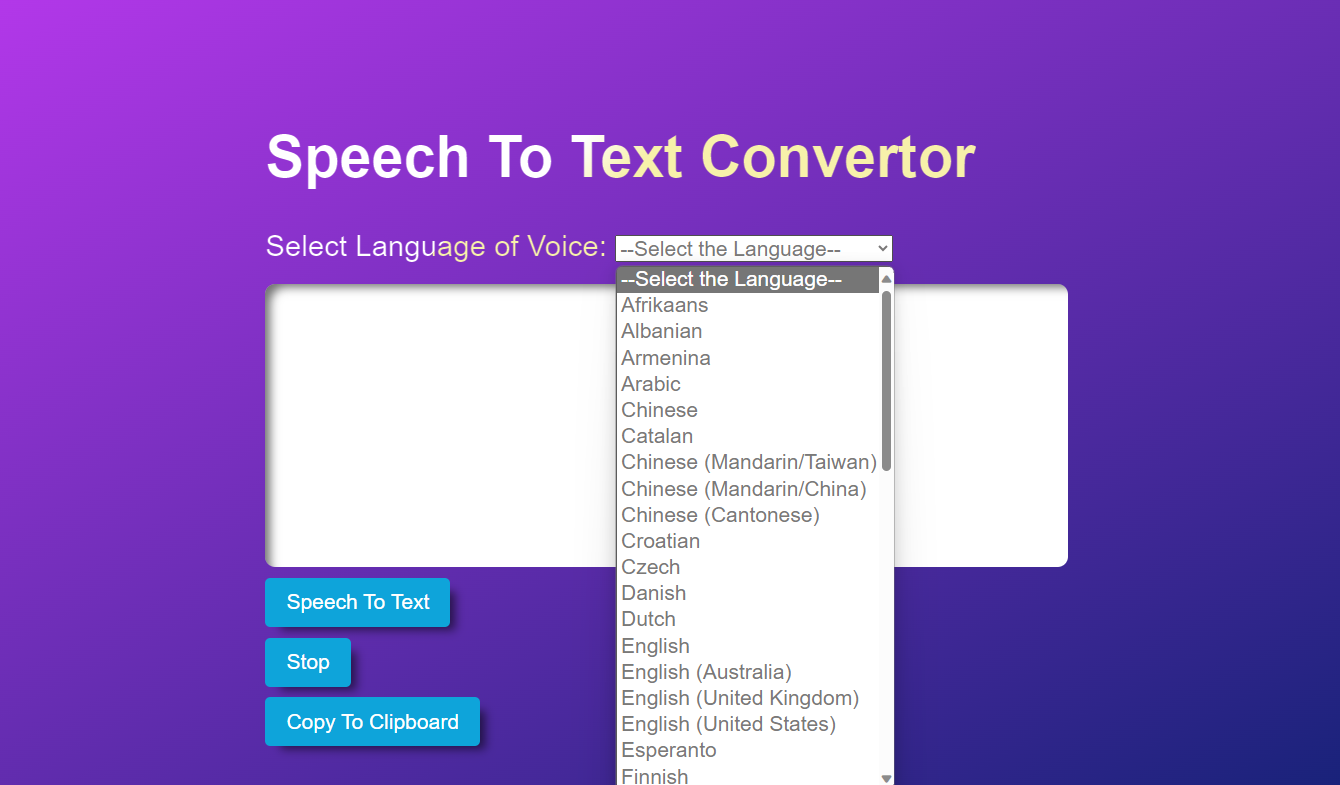 Speech To Text Convertor
Select Language of Voice: --Select the Language--
--Select the Language--
Afrikaans
Albanian
Armenina
Arabic
Chinese
Catalan
Chinese (Mandarin/Taiwan)
Chinese (Mandarin/China)
Chinese (Cantonese)
Croatian
Czech
Danish
Dutch
English
English (Australia)
English (United Kingdom)
English (United States)
Esperanto
Finnish
Speech To Text
Stop
Copy To Clipboard